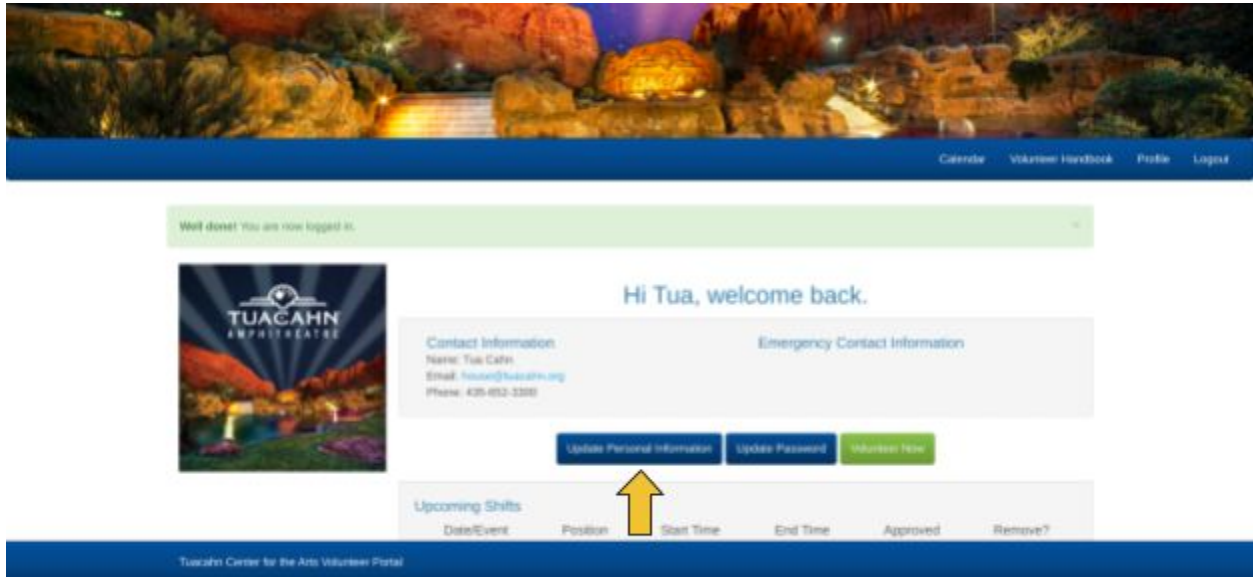 Calendar Volunteer Handbook Profile Logout
Well done! You are now logged in. ×
TUACAHN
AMPHITHEATRE
Hi Tua, welcome back.
Contact Information
Name: Tua Cahn
Email: house@tuacahn.org
Phone: 435-652-3300
Emergency Contact Information
Update Personal Information Update Password Volunteer Now
Upcoming Shifts
Date/Event Position Start Time End Time Approved Remove?
Tuacahn Center for the Arts Volunteer Portal